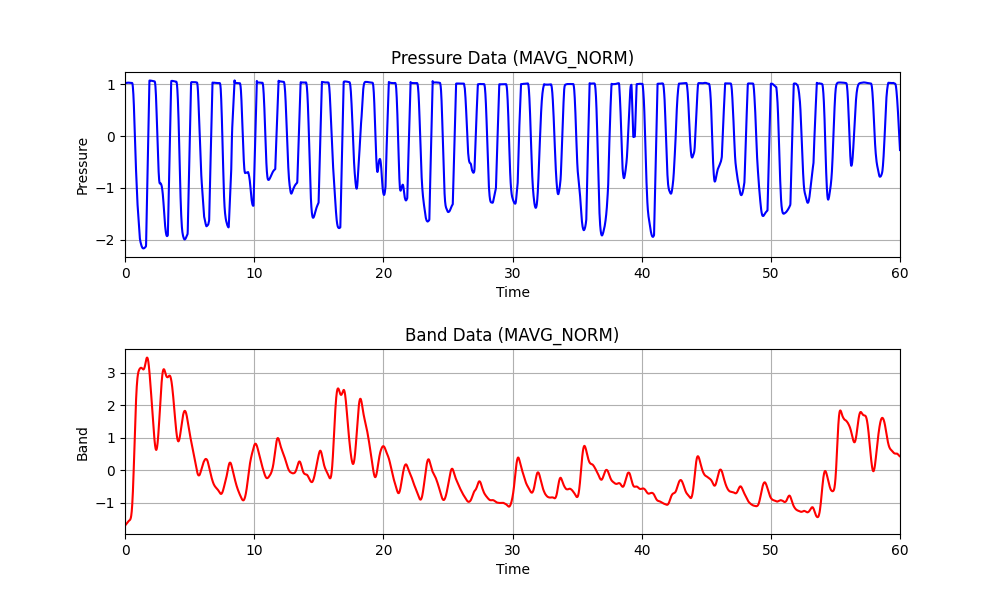 Pressure Data (MAVG_NORM)
1
0
−1
−2
Pressure
0 10 20 30 40 50 60
Time
Band Data (MAVG_NORM)
3
2
1
0
−1
Band
0 10 20 30 40 50 60
Time